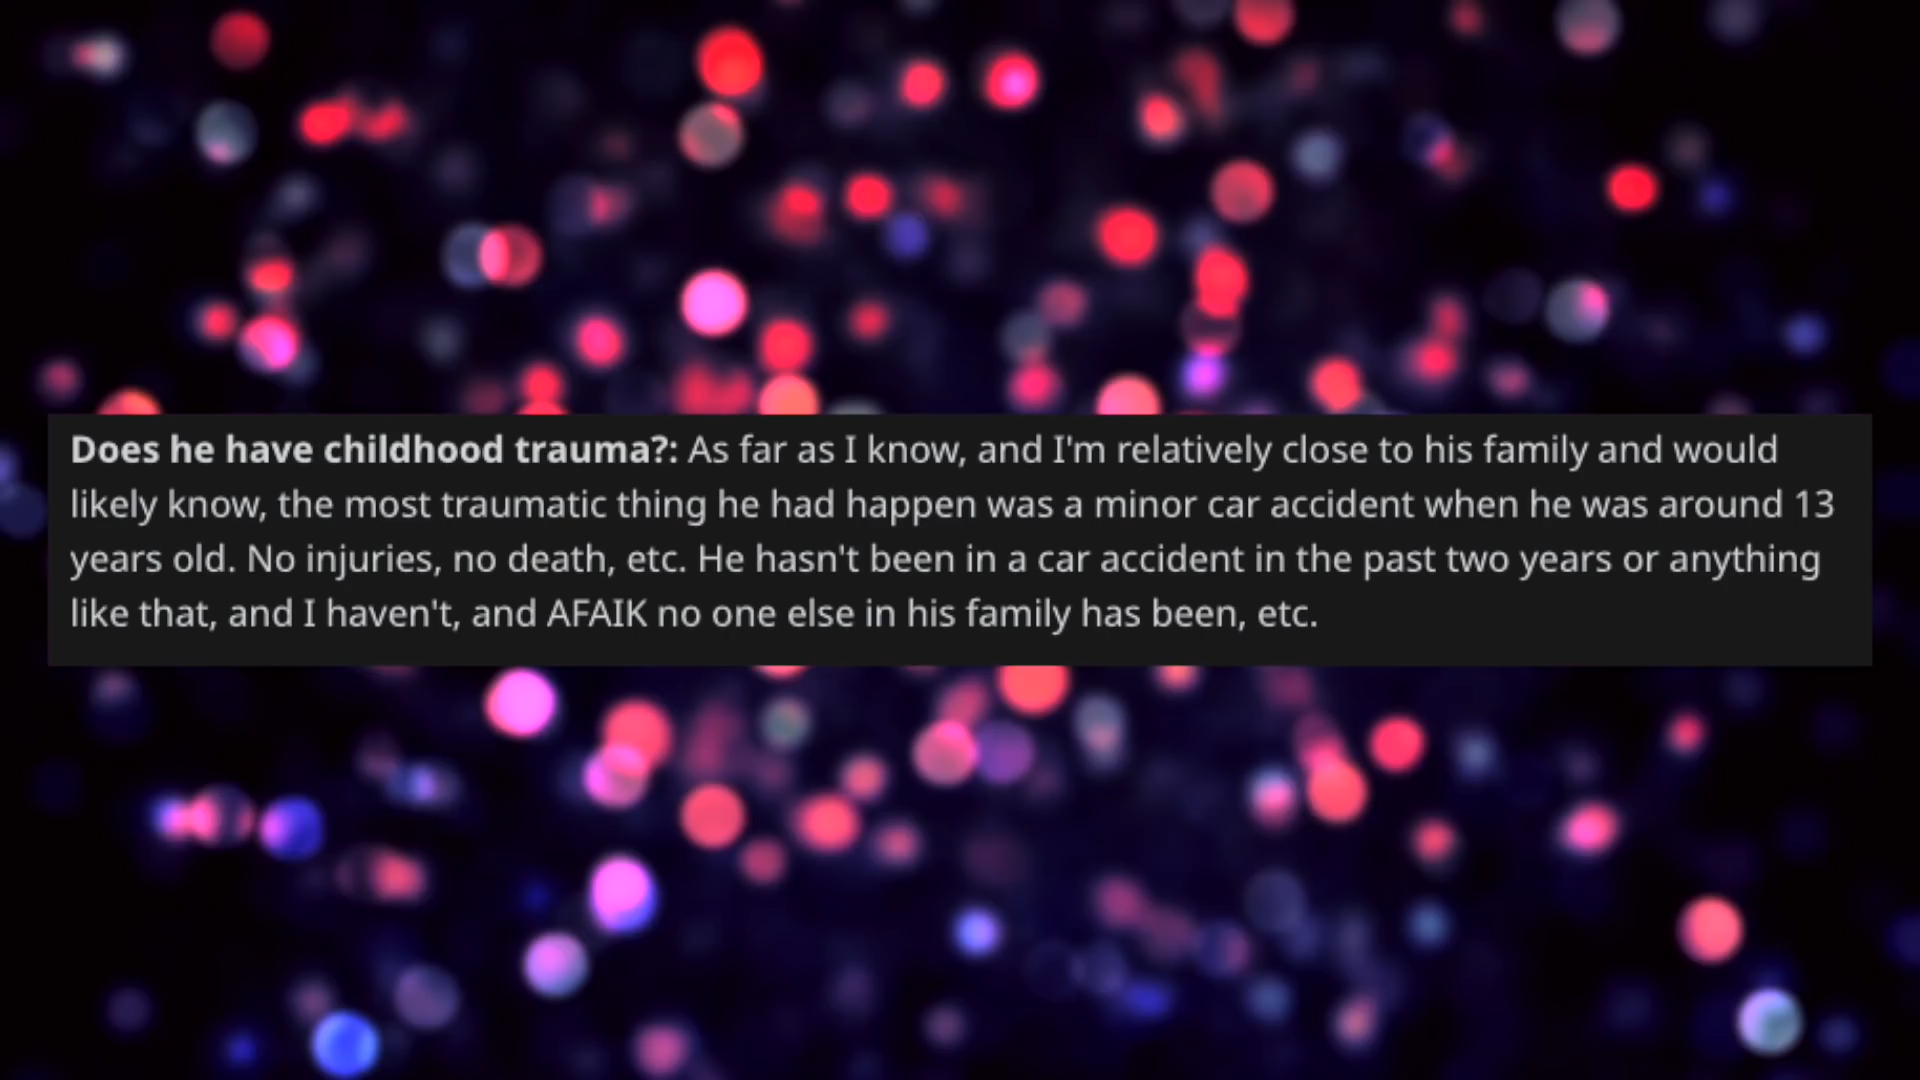 Does he have childhood trauma?: As far as I know, and I'm relatively close to his family and would
likely know, the most traumatic thing he had happen was a minor car accident when he was around 13
years old. No injuries, no death, etc. He hasn't been in a car accident in the past two years or anything
like that, and I haven't, and AFAIK no one else in his family has been, etc.